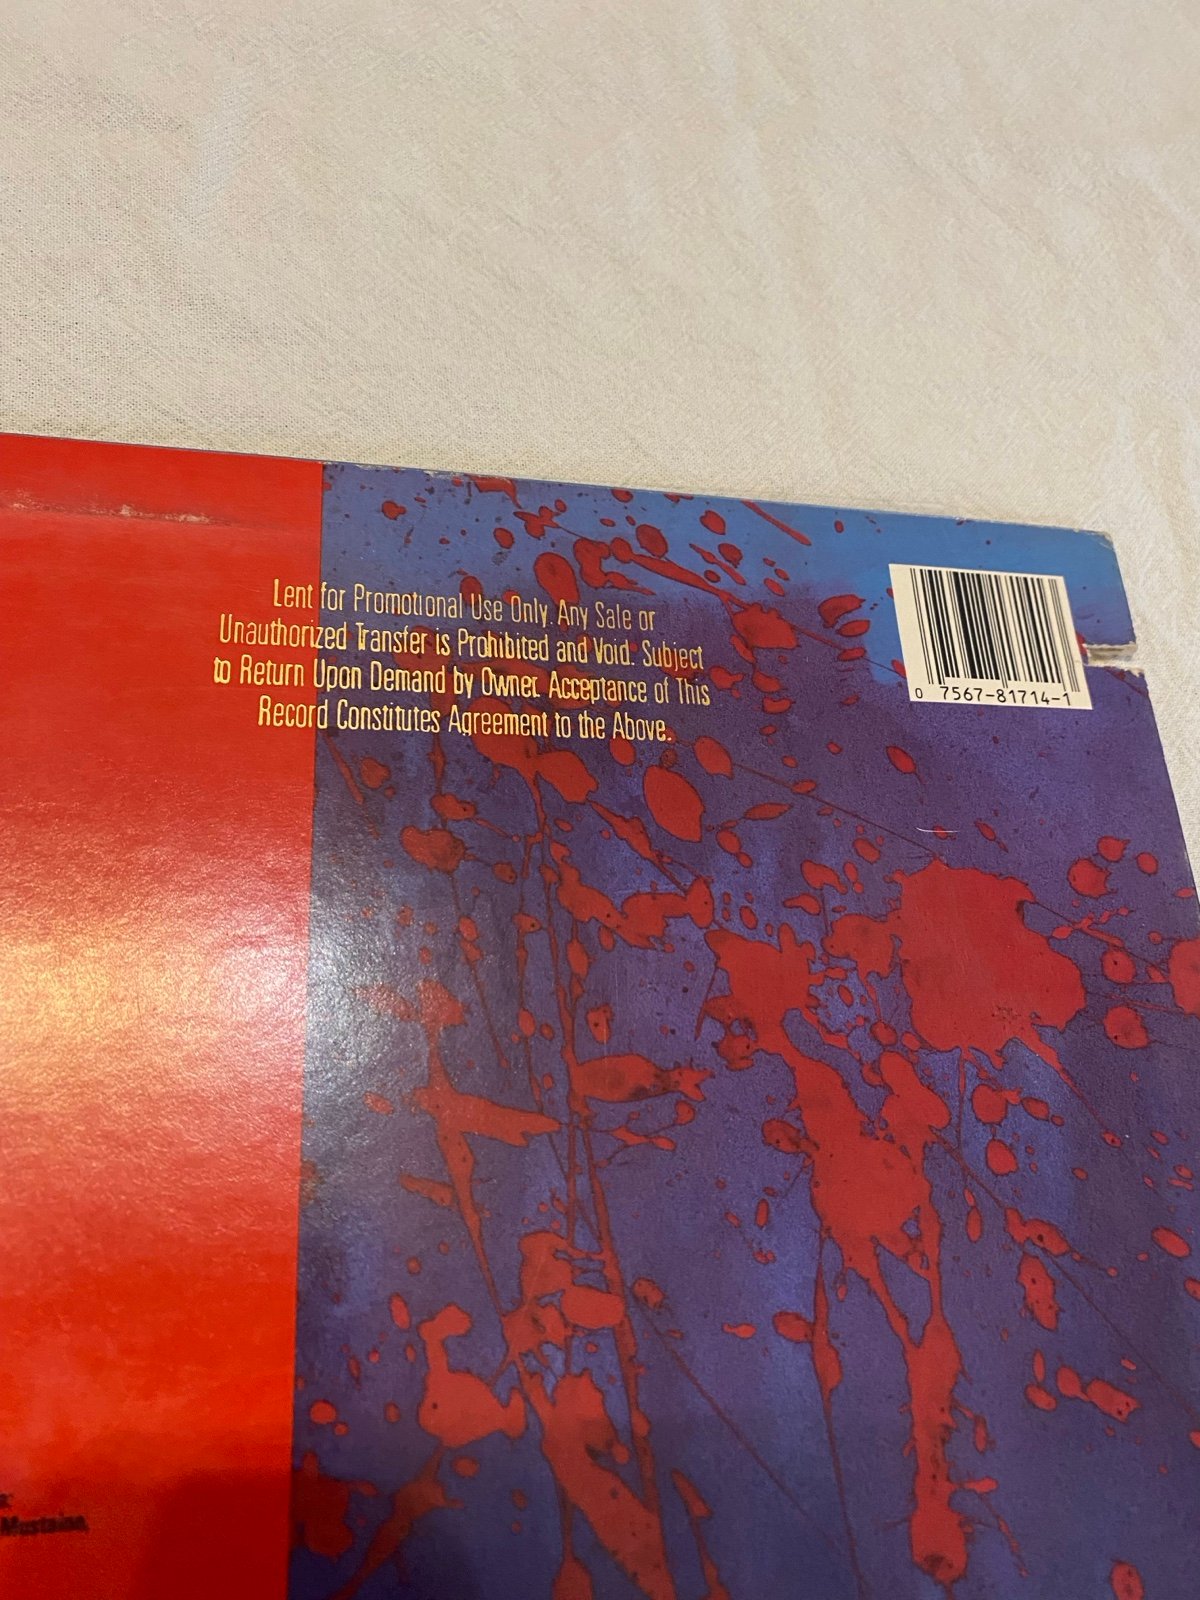 Lent for Promotional Use Only. Any Sale or
Unauthorized Transfer is Prohibited and Void. Subject
to Return Upon Demand by Owner. Acceptance of This
Record Constitutes Agreement to the Above.
0 7567-81714-1
Mustaine,